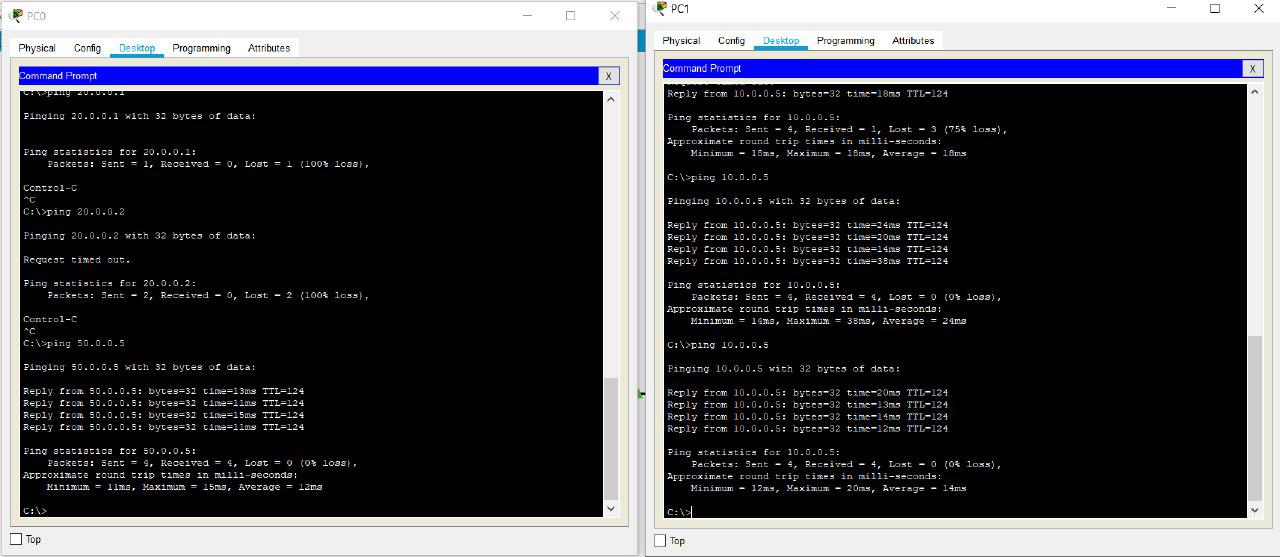 PC0
Physical Config Desktop Programming Attributes
Command Prompt X
C:\>ping 20.0.0.1
Pinging 20.0.0.1 with 32 bytes of data:
Ping statistics for 20.0.0.1:
Packets: Sent = 1, Received = 0, Lost = 1 (100% loss),
Control-C
^C
C:\>ping 20.0.0.2
Pinging 20.0.0.2 with 32 bytes of data:
Request timed out.
Ping statistics for 20.0.0.2:
Packets: Sent = 2, Received = 0, Lost = 2 (100% loss),
Control-C
^C
C:\>ping 50.0.0.5
Pinging 50.0.0.5 with 32 bytes of data:
Reply from 50.0.0.5: bytes=32 time=13ms TTL=124
Reply from 50.0.0.5: bytes=32 time=11ms TTL=124
Reply from 50.0.0.5: bytes=32 time=15ms TTL=124
Reply from 50.0.0.5: bytes=32 time=11ms TTL=124
Ping statistics for 50.0.0.5:
Packets: Sent = 4, Received = 4, Lost = 0 (0% loss),
Approximate round trip times in milli-seconds:
Minimum = 11ms, Maximum = 15ms, Average = 12ms
C:\>
Top
PC1
Physical Config Desktop Programming Attributes
Command Prompt X
Reply from 10.0.0.5: bytes=32 time=18ms TTL=124
Ping statistics for 10.0.0.5:
Packets: Sent = 4, Received = 1, Lost = 3 (75% loss),
Approximate round trip times in milli-seconds:
Minimum = 18ms, Maximum = 18ms, Average = 18ms
C:\>ping 10.0.0.5
Pinging 10.0.0.5 with 32 bytes of data:
Reply from 10.0.0.5: bytes=32 time=24ms TTL=124
Reply from 10.0.0.5: bytes=32 time=20ms TTL=124
Reply from 10.0.0.5: bytes=32 time=14ms TTL=124
Reply from 10.0.0.5: bytes=32 time=38ms TTL=124
Ping statistics for 10.0.0.5:
Packets: Sent = 4, Received = 4, Lost = 0 (0% loss),
Approximate round trip times in milli-seconds:
Minimum = 14ms, Maximum = 38ms, Average = 24ms
C:\>ping 10.0.0.5
Pinging 10.0.0.5 with 32 bytes of data:
Reply from 10.0.0.5: bytes=32 time=20ms TTL=124
Reply from 10.0.0.5: bytes=32 time=13ms TTL=124
Reply from 10.0.0.5: bytes=32 time=14ms TTL=124
Reply from 10.0.0.5: bytes=32 time=12ms TTL=124
Ping statistics for 10.0.0.5:
Packets: Sent = 4, Received = 4, Lost = 0 (0% loss),
Approximate round trip times in milli-seconds:
Minimum = 12ms, Maximum = 20ms, Average = 14ms
C:\>
Top